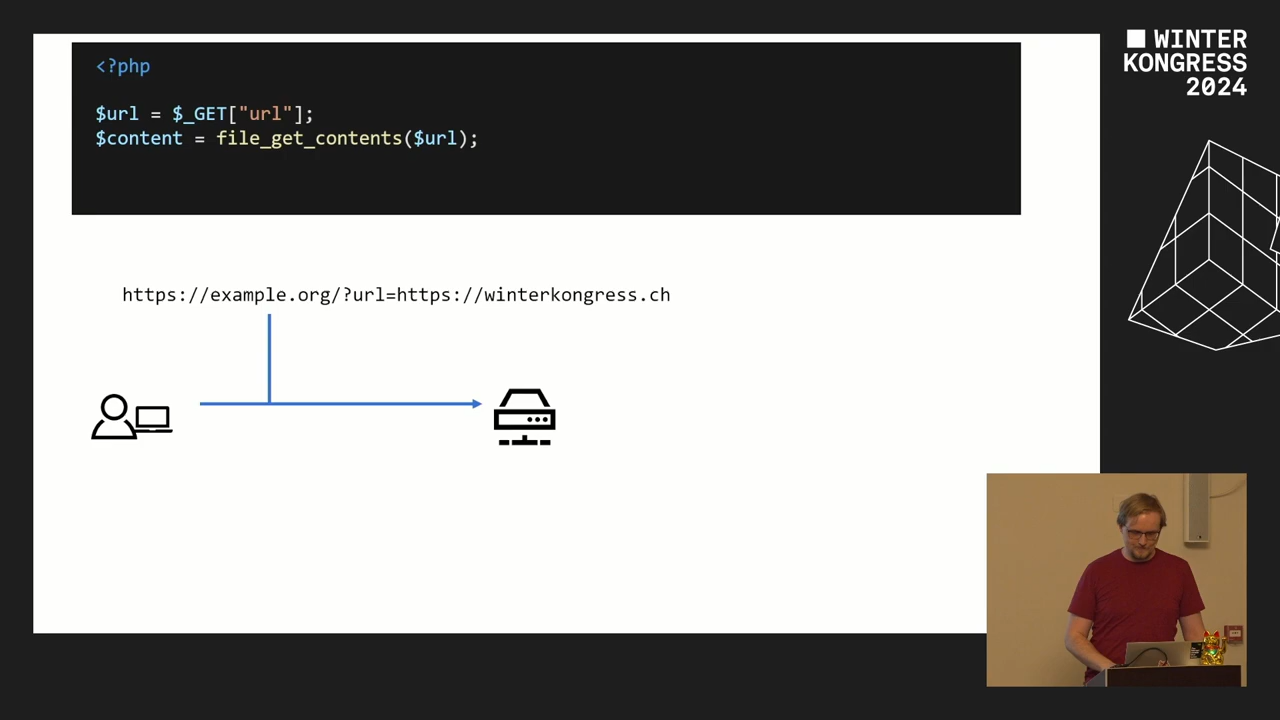 <?php
$url = $_GET["url"];
$content = file_get_contents($url);
https://example.org/?url=https://winterkongress.ch
WINTER
KONGRESS
2024